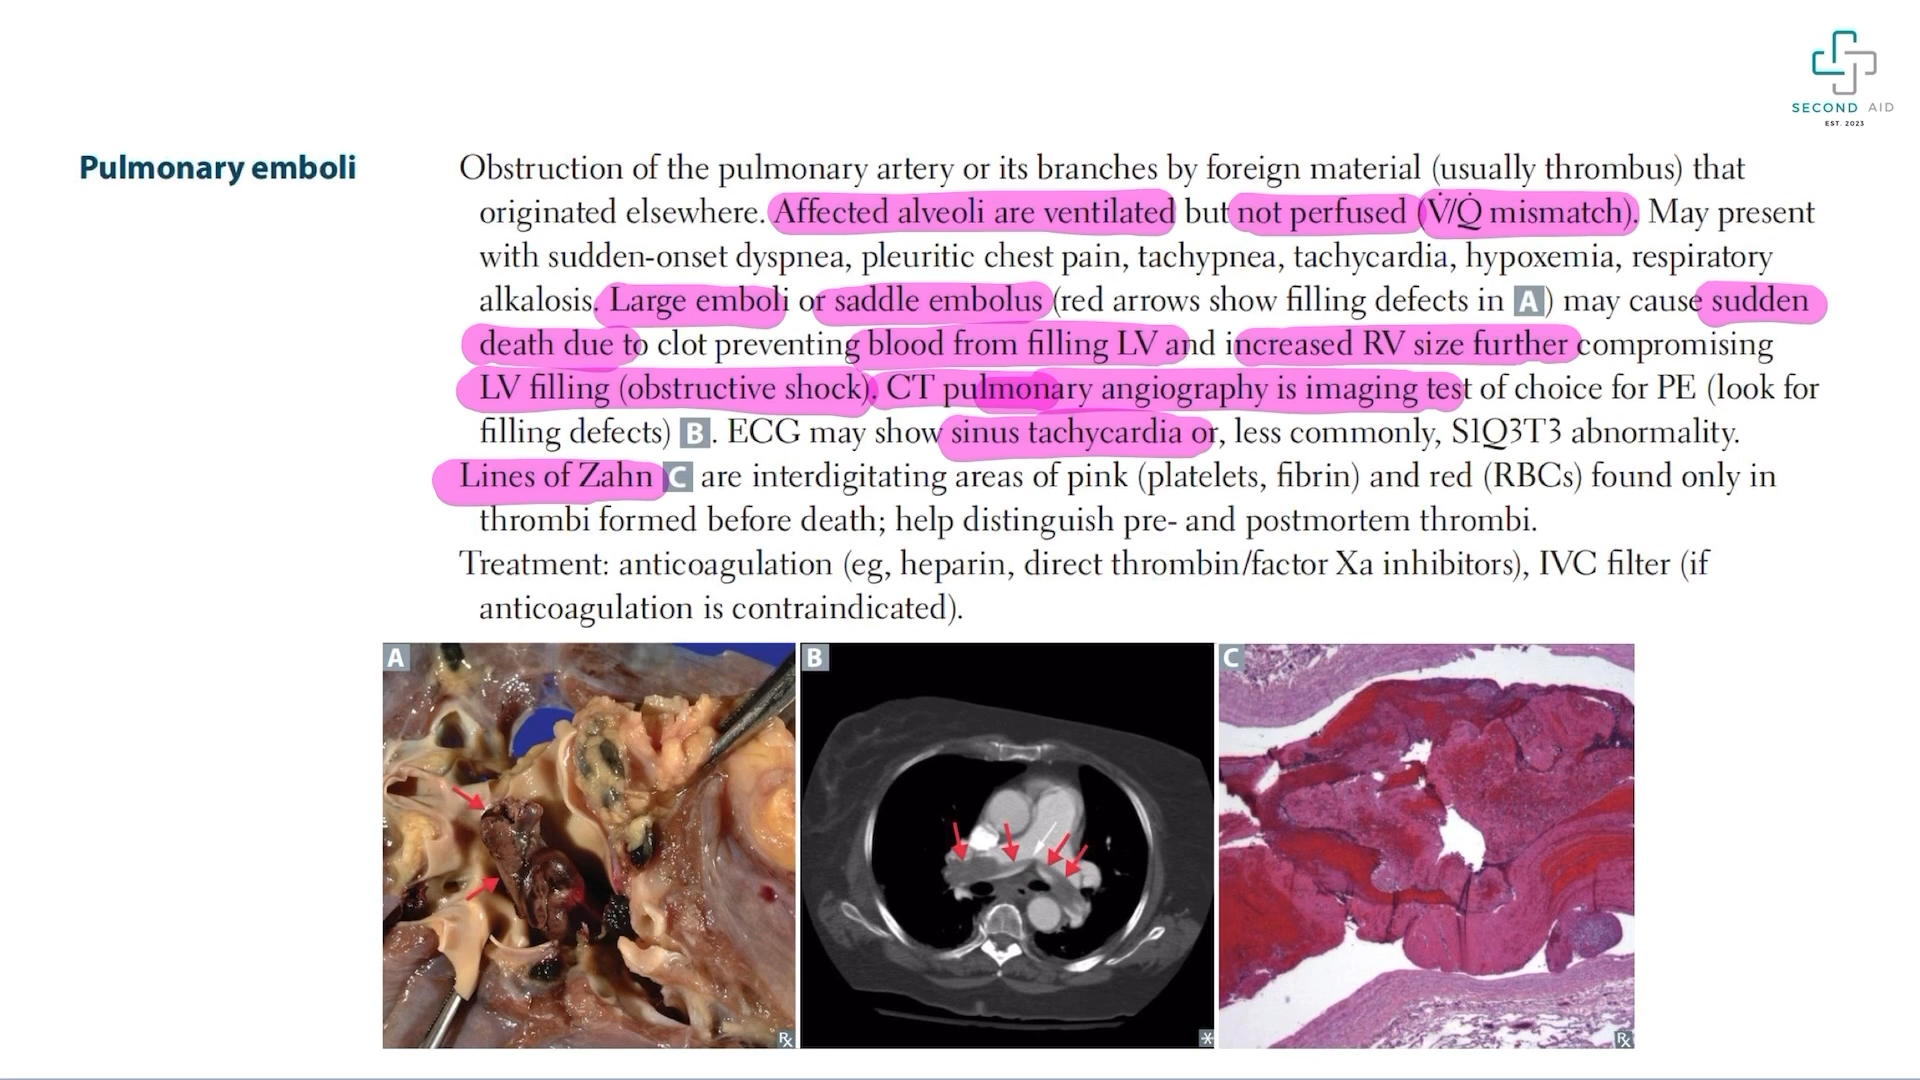 SECOND AID
EST. 2023
Pulmonary emboli
Obstruction of the pulmonary artery or its branches by foreign material (usually thrombus) that
originated elsewhere. Affected alveoli are ventilated but not perfused (V̇/Q̇ mismatch). May present
with sudden-onset dyspnea, pleuritic chest pain, tachypnea, tachycardia, hypoxemia, respiratory
alkalosis. Large emboli or saddle embolus (red arrows show filling defects in A) may cause sudden
death due to clot preventing blood from filling LV and increased RV size further compromising
LV filling (obstructive shock). CT pulmonary angiography is imaging test of choice for PE (look for
filling defects) B. ECG may show sinus tachycardia or, less commonly, S1Q3T3 abnormality.
Lines of Zahn C are interdigitating areas of pink (platelets, fibrin) and red (RBCs) found only in
thrombi formed before death; help distinguish pre- and postmortem thrombi.
Treatment: anticoagulation (eg, heparin, direct thrombin/factor Xa inhibitors), IVC filter (if
anticoagulation is contraindicated).
A
B
C
℞
*
℞